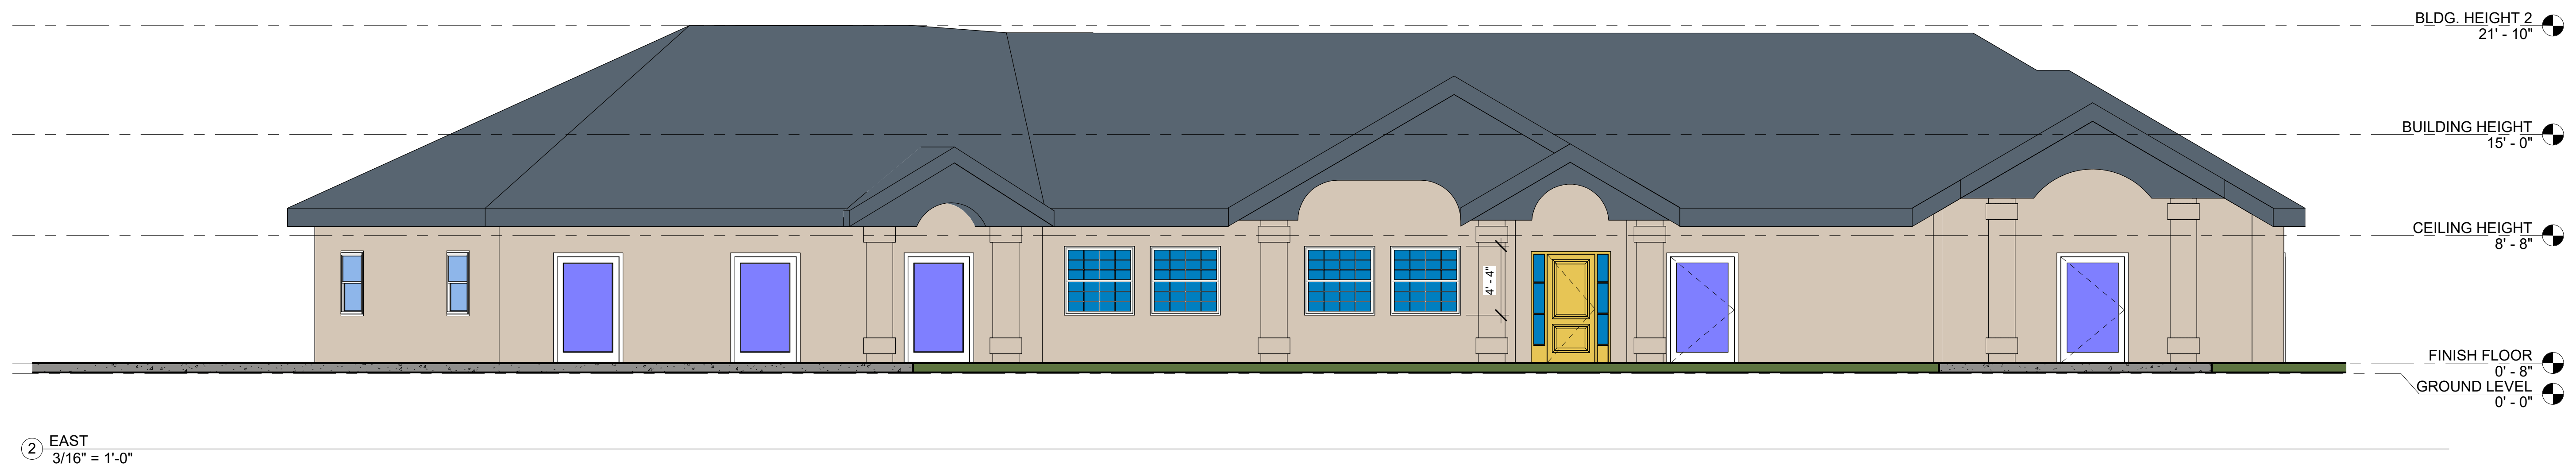 BLDG. HEIGHT 2
21' - 10"
BUILDING HEIGHT
15' - 0"
CEILING HEIGHT
8' - 8"
4' - 4"
FINISH FLOOR
0' - 8"
GROUND LEVEL
0' - 0"
2 EAST
3/16" = 1'-0"